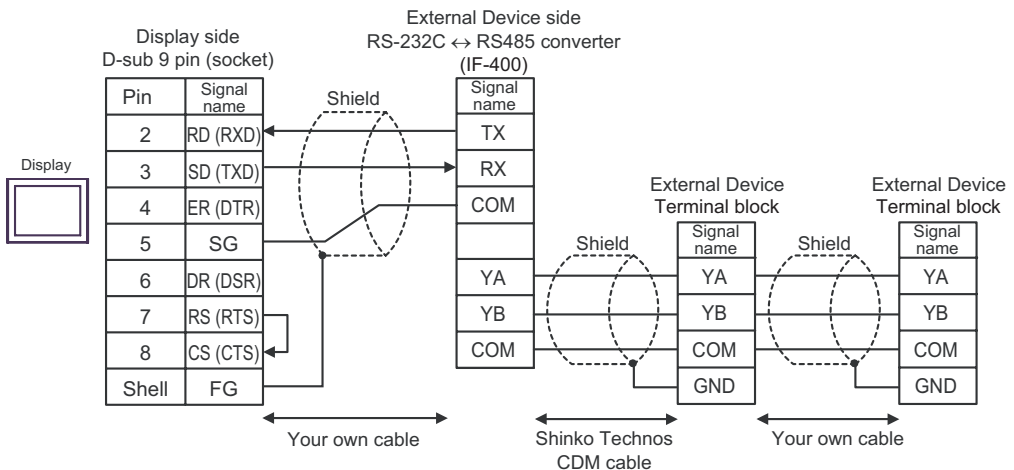 External Device side
RS-232C ↔ RS485 converter
(IF-400)
Display side
D-sub 9 pin (socket)
Pin
Signal
name
2
RD (RXD)
3
SD (TXD)
4
ER (DTR)
5
SG
6
DR (DSR)
7
RS (RTS)
8
CS (CTS)
Shell
FG
Display
Shield
Signal
name
TX
RX
COM
YA
YB
COM
Shield
External Device
Terminal block
Signal
name
YA
YB
COM
GND
Shield
External Device
Terminal block
Signal
name
YA
YB
COM
GND
Your own cable
Shinko Technos
CDM cable
Your own cable